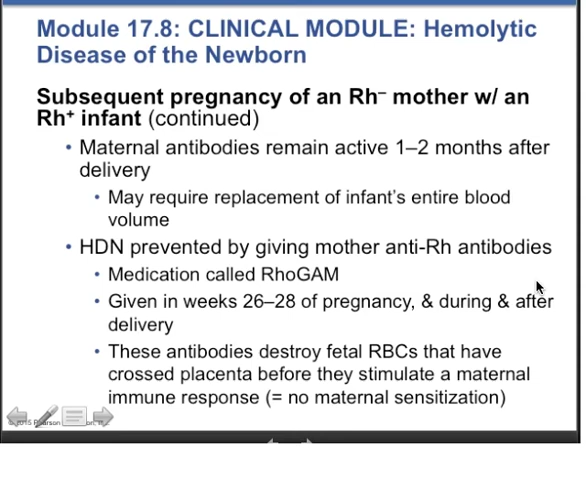 Module 17.8: CLINICAL MODULE: Hemolytic
Disease of the Newborn
Subsequent pregnancy of an Rh⁻ mother w/ an
Rh⁺ infant (continued)
• Maternal antibodies remain active 1–2 months after
delivery
• May require replacement of infant's entire blood
volume
• HDN prevented by giving mother anti-Rh antibodies
• Medication called RhoGAM
• Given in weeks 26–28 of pregnancy, & during & after
delivery
• These antibodies destroy fetal RBCs that have
crossed placenta before they stimulate a maternal
immune response (= no maternal sensitization)